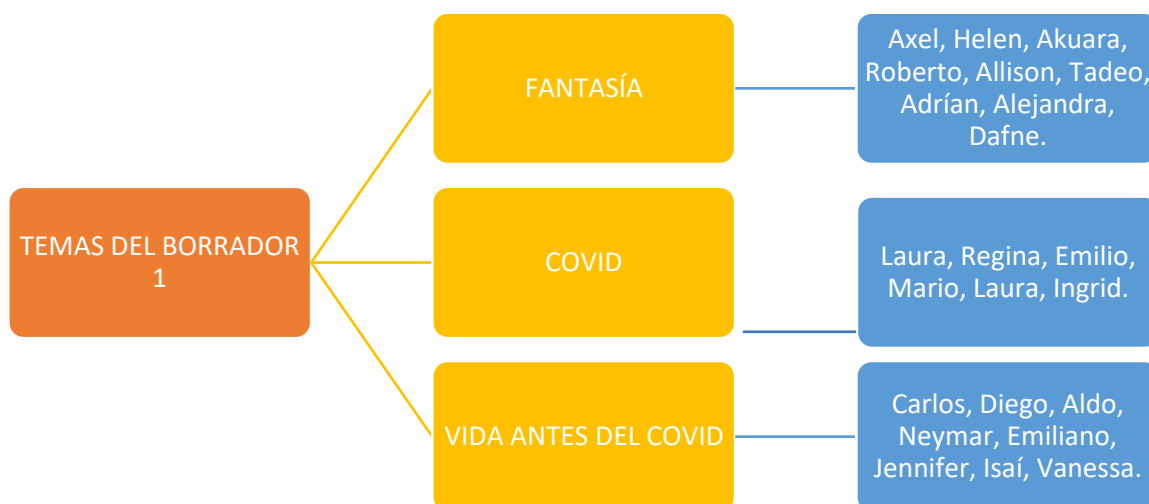 TEMAS DEL BORRADOR
1
FANTASÍA
Axel, Helen, Akuara,
Roberto, Allison, Tadeo,
Adrían, Alejandra,
Dafne.
COVID
Laura, Regina, Emilio,
Mario, Laura, Ingrid.
VIDA ANTES DEL COVID
Carlos, Diego, Aldo,
Neymar, Emiliano,
Jennifer, Isaí, Vanessa.